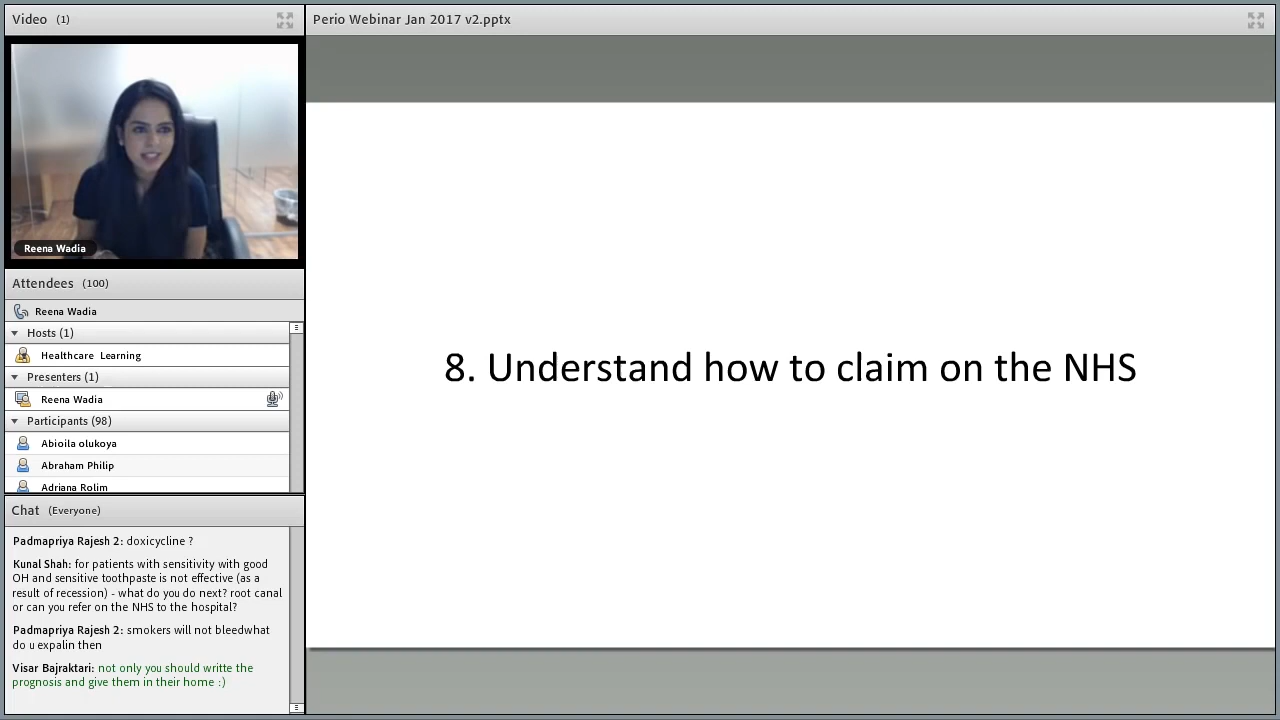 Video (1)
Perio Webinar Jan 2017 v2.pptx
Reena Wadia
Attendees (100)
Reena Wadia
Hosts (1)
Healthcare Learning
Presenters (1)
Reena Wadia
Participants (98)
Abioila olukoya
Abraham Philip
Adriana Rolim
Chat (Everyone)
Padmapriya Rajesh 2: doxicycline ?
Kunal Shah: for patients with sensitivity with good
OH and sensitive toothpaste is not effective (as a
result of recession) - what do you do next? root canal
or can you refer on the NHS to the hospital?
Padmapriya Rajesh 2: smokers will not bleedwhat
do u expalin then
Visar Bajraktari: not only you should writte the
prognosis and give them in their home :)
8. Understand how to claim on the NHS